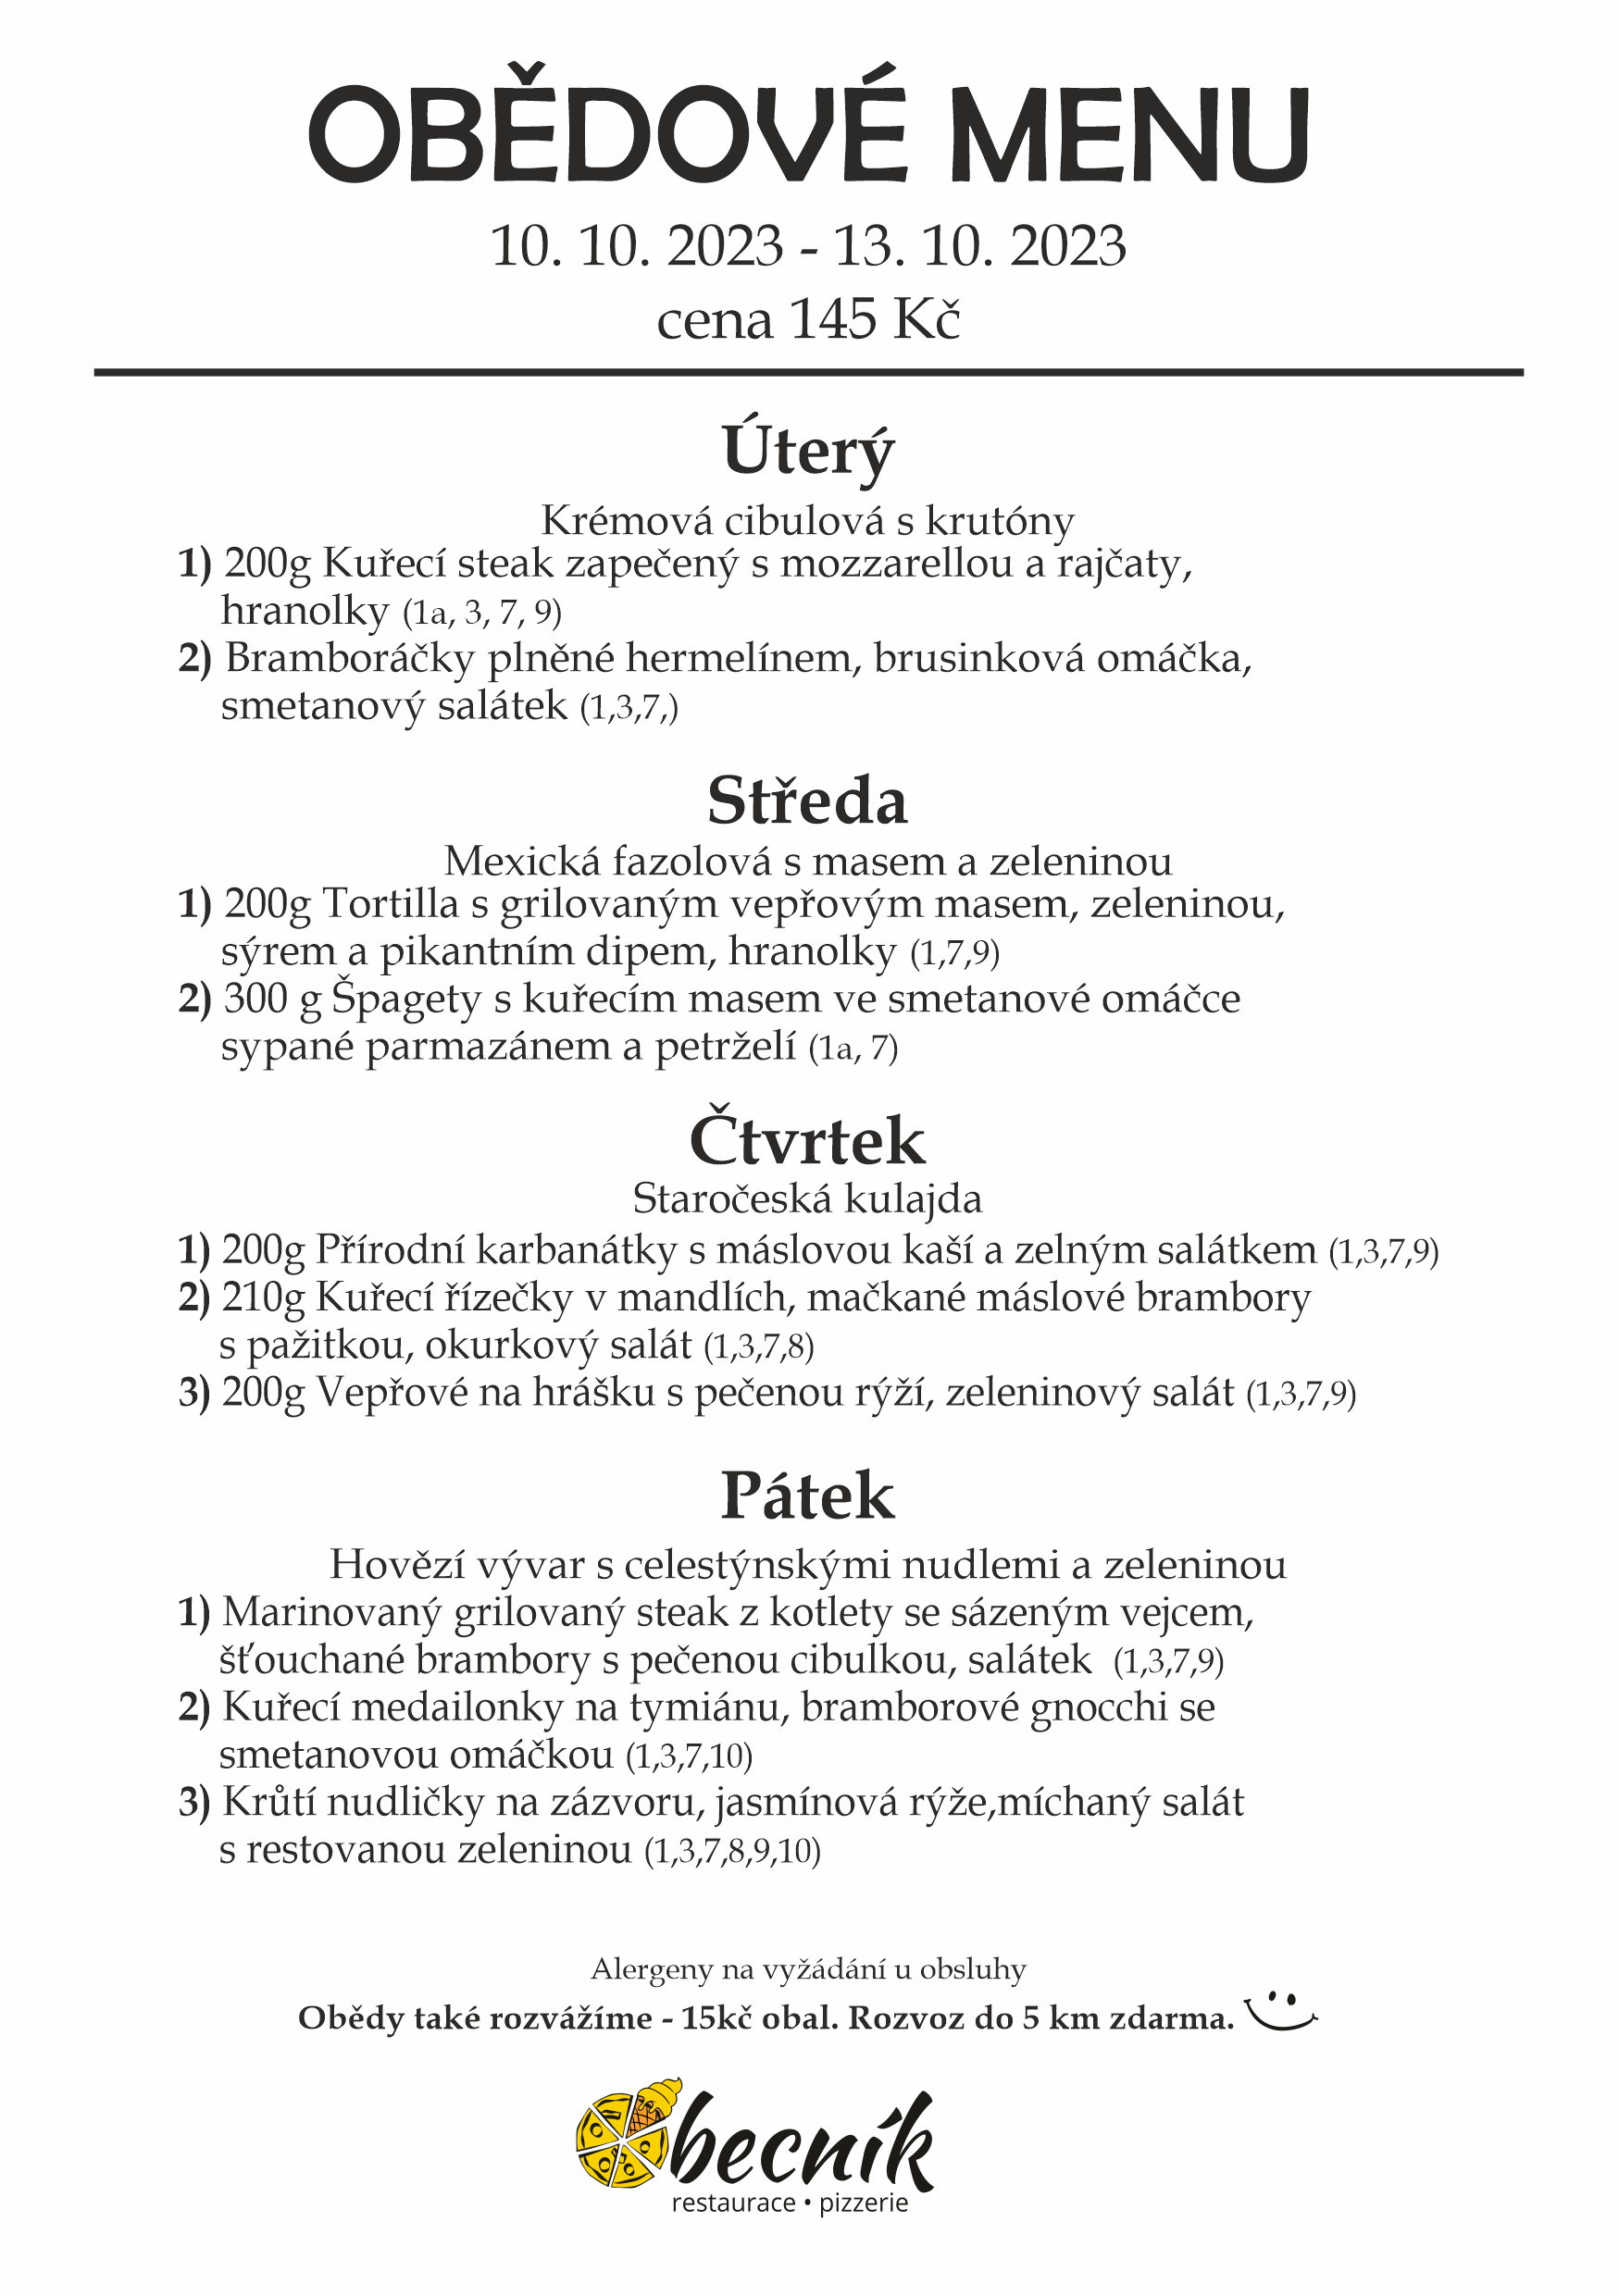 OBĚDOVÉ MENU
10. 10. 2023 - 13. 10. 2023
cena 145 Kč
Úterý
Krémová cibulová s krutóny
1) 200g Kuřecí steak zapečený s mozzarellou a rajčaty,
hranolky (1a, 3, 7, 9)
2) Bramboráčky plněné hermelínem, brusinková omáčka,
smetanový salátek (1,3,7,)
Středa
Mexická fazolová s masem a zeleninou
1) 200g Tortilla s grilovaným vepřovým masem, zeleninou,
sýrem a pikantním dipem, hranolky (1,7,9)
2) 300 g Špagety s kuřecím masem ve smetanové omáčce
sypané parmazánem a petrželí (1a, 7)
Čtvrtek
Staročeská kulajda
1) 200g Přírodní karbanátky s máslovou kaší a zelným salátkem (1,3,7,9)
2) 210g Kuřecí řízečky v mandlích, mačkané máslové brambory
s pažitkou, okurkový salát (1,3,7,8)
3) 200g Vepřové na hrášku s pečenou rýží, zeleninový salát (1,3,7,9)
Pátek
Hovězí vývar s celestýnskými nudlemi a zeleninou
1) Marinovaný grilovaný steak z kotlety se sázeným vejcem,
šťouchané brambory s pečenou cibulkou, salátek (1,3,7,9)
2) Kuřecí medailonky na tymiánu, bramborové gnocchi se
smetanovou omáčkou (1,3,7,10)
3) Krůtí nudličky na zázvoru, jasmínová rýže,míchaný salát
s restovanou zeleninou (1,3,7,8,9,10)
Alergeny na vyžádání u obsluhy
Obědy také rozvážíme - 15kč obal. Rozvoz do 5 km zdarma.
becník
restaurace • pizzerie